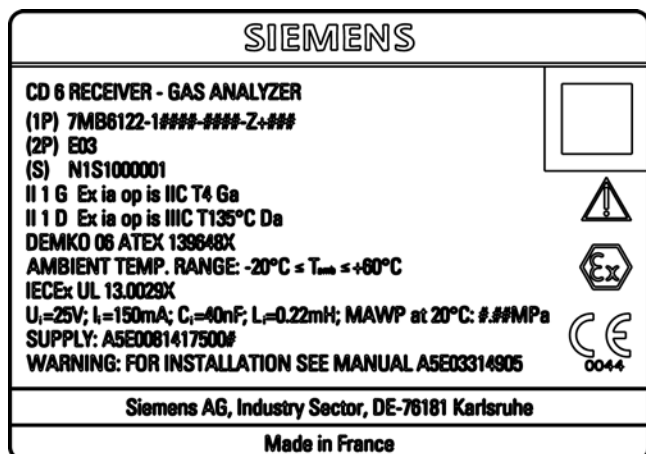 SIEMENS
CD 6 RECEIVER - GAS ANALYZER
(1P) 7MB6122-1####-####-Z+###
(2P) E03
(S) N1S1000001
II 1 G Ex ia op is IIC T4 Ga
II 1 D Ex ia op is IIIC T135°C Da
DEMKO 06 ATEX 139648X
AMBIENT TEMP. RANGE: -20°C ≤ Tamb ≤ +60°C
IECEx UL 13.0029X
Ui=25V; Ii=150mA; Ci=40nF; Li=0.22mH; MAWP at 20°C: #.##MPa
SUPPLY: A5E0081417500#
WARNING: FOR INSTALLATION SEE MANUAL A5E03314905
Ex
CE
0044
Siemens AG, Industry Sector, DE-76181 Karlsruhe
Made in France